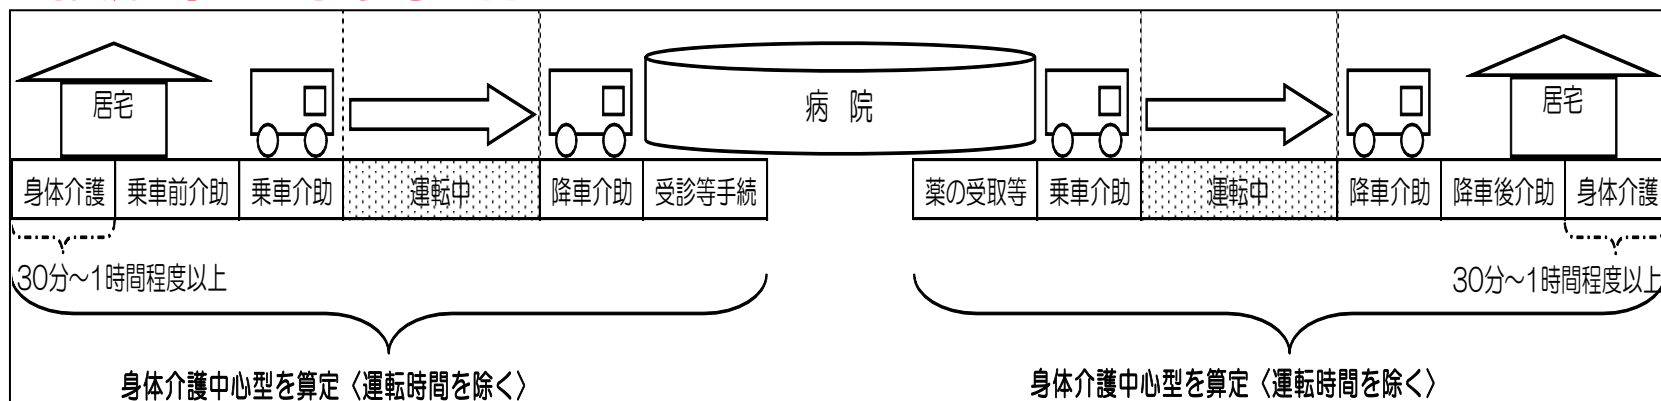 居宅
病院
居宅
身体介護 乗車前介助 乗車介助 運転中 降車介助 受診等手続
薬の受取等 乗車介助 運転中 降車介助 降車後介助 身体介護
30分～1時間程度以上
30分～1時間程度以上
身体介護中心型を算定〈運転時間を除く〉
身体介護中心型を算定〈運転時間を除く〉